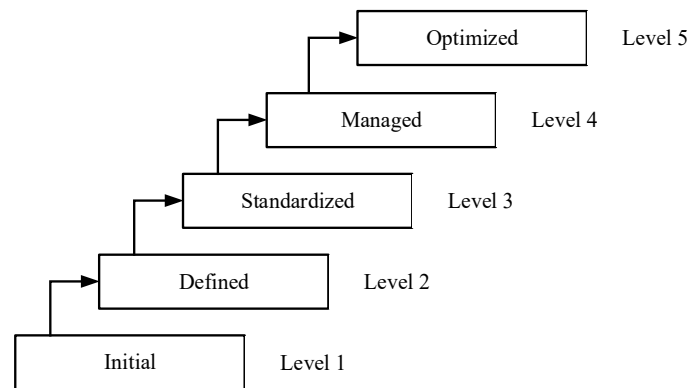 Optimized Level 5
Managed Level 4
Standardized Level 3
Defined Level 2
Initial Level 1